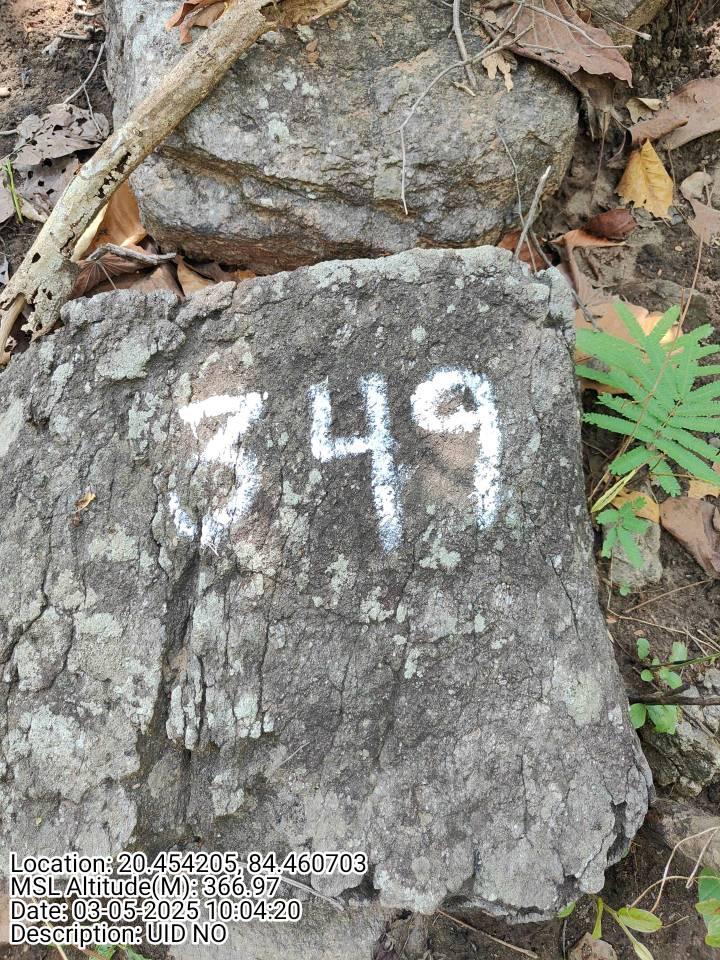 349
Location: 20.454205, 84.460703
MSL Altitude(M): 366.97
Date: 03-05-2025 10:04:20
Description: UID NO